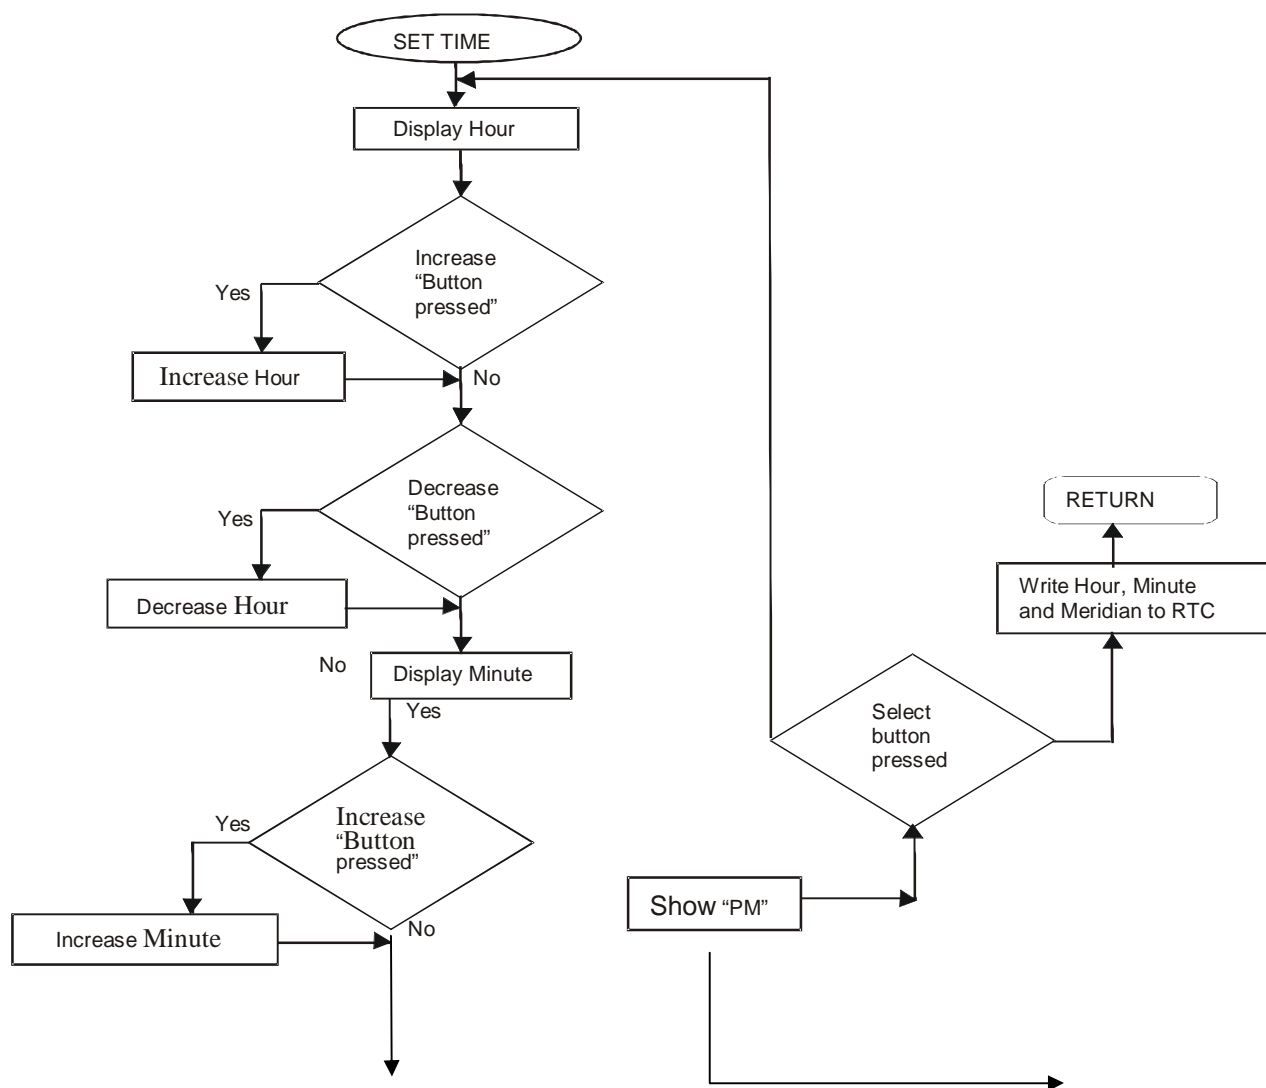 SET TIME
Display Hour
Increase
“Button
pressed”
Yes
Increase Hour
No
Decrease
“Button
pressed”
Yes
Decrease Hour
No
Display Minute
Yes
Increase
“Button
pressed”
Yes
Increase Minute
No
RETURN
Write Hour, Minute
and Meridian to RTC
Select
button
pressed
Show “PM”